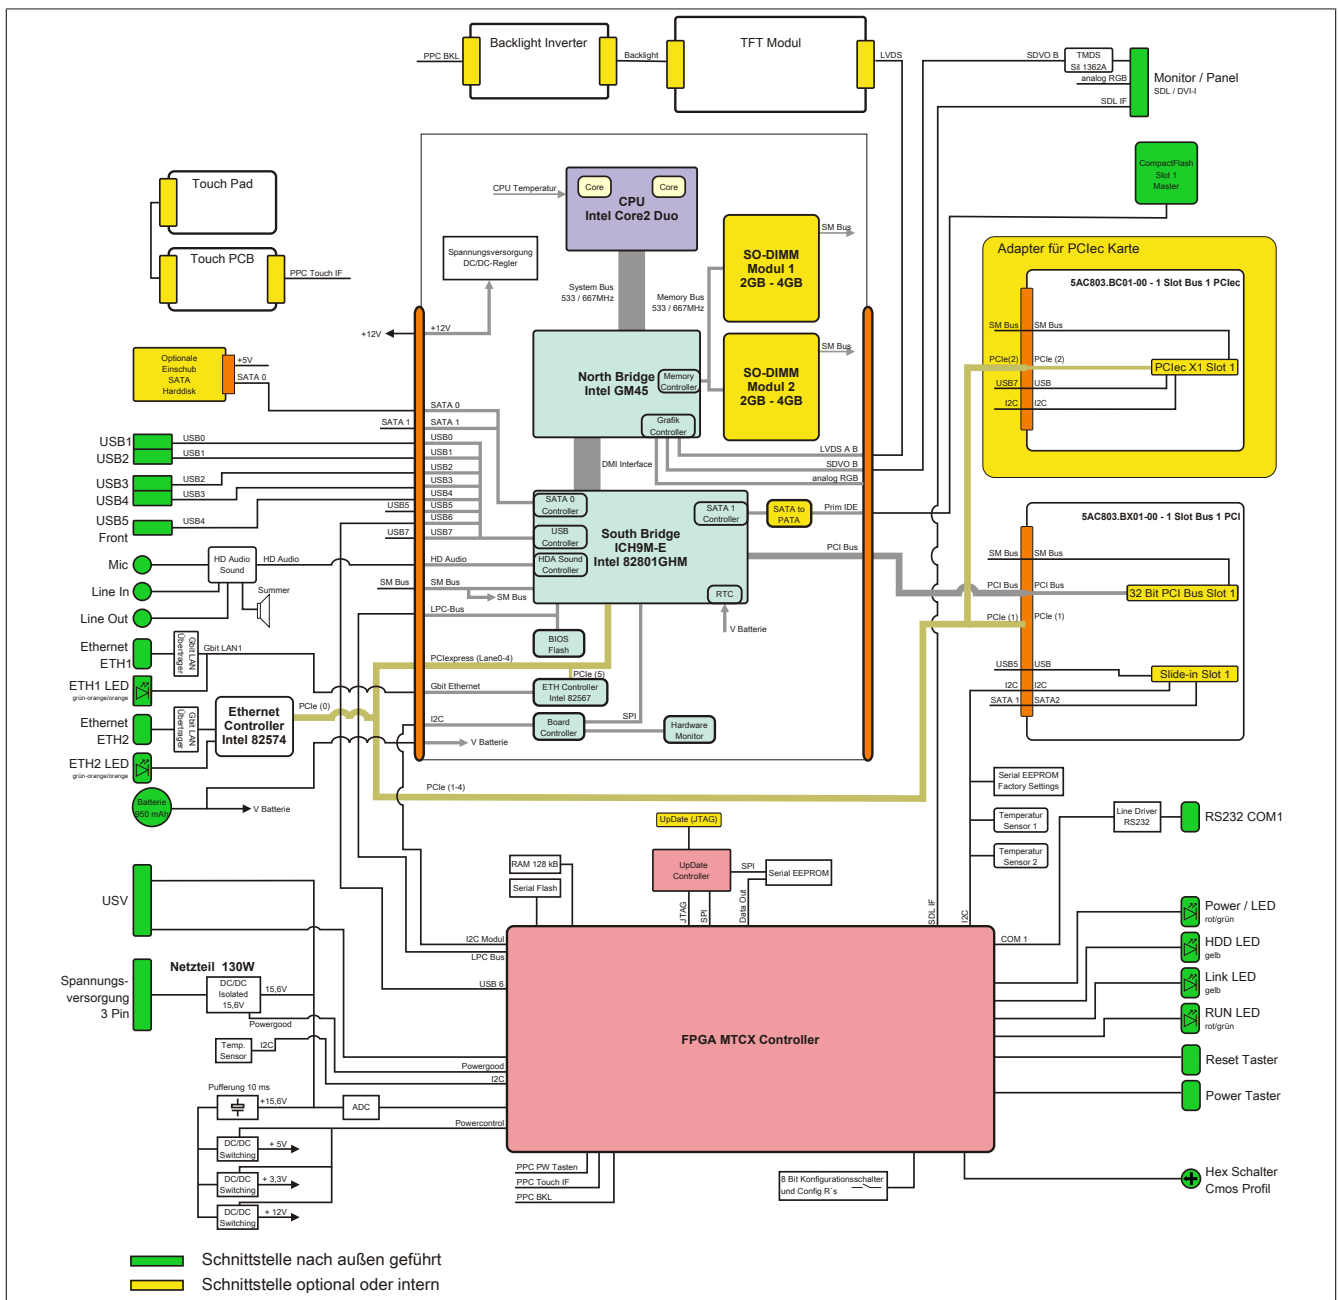 Backlight Inverter
TFT Modul
PPC BKL
Backlight
LVDS
SDVO B
TMDS
Sil 1362A
analog RGB
SDL IF
Monitor / Panel
SDL / DVI-I
CompactFlash
Slot 1
Master
Touch Pad
Touch PCB
PPC Touch IF
CPU Temperatur
Core
Core
CPU
Intel Core2 Duo
Spannungsversorgung
DC/DC-Regler
System Bus
533 / 667MHz
Memory Bus
533 / 667MHz
SO-DIMM
Modul 1
2GB - 4GB
SM Bus
SO-DIMM
Modul 2
2GB - 4GB
SM Bus
+12V
+12V
North Bridge
Intel GM45
Memory
Controller
Grafik
Controller
Adapter für PCIec Karte
5AC803.BC01-00 - 1 Slot Bus 1 PCIec
SM Bus
SM Bus
PCIe(2)
PCIe (2)
PCIec X1 Slot 1
USB7
USB
I2C
I2C
Optionale
Einschub
SATA
Harddisk
+5V
SATA 0
SATA 0
SATA 1
SATA 1
USB1
USB0
USB0
USB2
USB1
USB1
USB3
USB2
USB2
USB4
USB3
USB3
USB5
Front
USB4
USB4
USB5
USB5
USB6
USB7
USB7
LVDS A B
SDVO B
analog RGB
DMI Interface
SATA 0
Controller
SATA 1
Controller
SATA to
PATA
Prim IDE
USB
Controller
South Bridge
ICH9M-E
Intel 82801GHM
PCI Bus
HDA Sound
Controller
RTC
V Batterie
Mic
HD Audio
Sound
HD Audio
HD Audio
Line In
Summer
Line Out
SM Bus
SM Bus
SM Bus
LPC-Bus
BIOS
Flash
5AC803.BX01-00 - 1 Slot Bus 1 PCI
SM Bus
SM Bus
PCI Bus
PCI Bus
32 Bit PCI Bus Slot 1
PCIe (1)
PCIe (1)
USB5
USB
Slide-in Slot 1
I2C
I2C
SATA 1
SATA2
Ethernet
ETH1
Gbit LAN
Übertrager
Gbit LAN1
ETH1 LED
grün-orange/orange
PCIexpress (Lane0-4)
PCIe (5)
Gbit Ethernet
ETH Controller
Intel 82567
Ethernet
ETH2
Gbit LAN
Übertrager
Ethernet
Controller
Intel 82574
PCIe (0)
I2C
Board
Controller
SPI
Hardware
Monitor
ETH2 LED
grün-orange/orange
V Batterie
Batterie
950 mAh
V Batterie
PCIe (1-4)
Serial EEPROM
Factory Settings
Temperatur
Sensor 1
Temperatur
Sensor 2
Line Driver
RS232
RS232 COM1
UpDate (JTAG)
UpDate
Controller
SPI
Serial EEPROM
RAM 128 kB
Serial Flash
JTAG
SPI
Data Out
SDL IF
I2C
USV
I2C Modul
LPC Bus
USB 6
COM 1
Power / LED
rot/grün
HDD LED
gelb
Link LED
gelb
RUN LED
rot/grün
Reset Taster
Power Taster
Netzteil 130W
Spannungs-
versorgung
3 Pin
DC/DC
Isolated
15,6V
15,6V
Powergood
Temp.
Sensor
I2C
FPGA MTCX Controller
Powergood
I2C
Pufferung 10 ms
+15,6V
ADC
Powercontrol
DC/DC
Switching
+ 5V
DC/DC
Switching
+ 3,3V
DC/DC
Switching
+ 12V
PPC PW Tasten
PPC Touch IF
PPC BKL
8 Bit Konfigurationsschalter
und Config R´s
Hex Schalter
Cmos Profil
Schnittstelle nach außen geführt
Schnittstelle optional oder intern